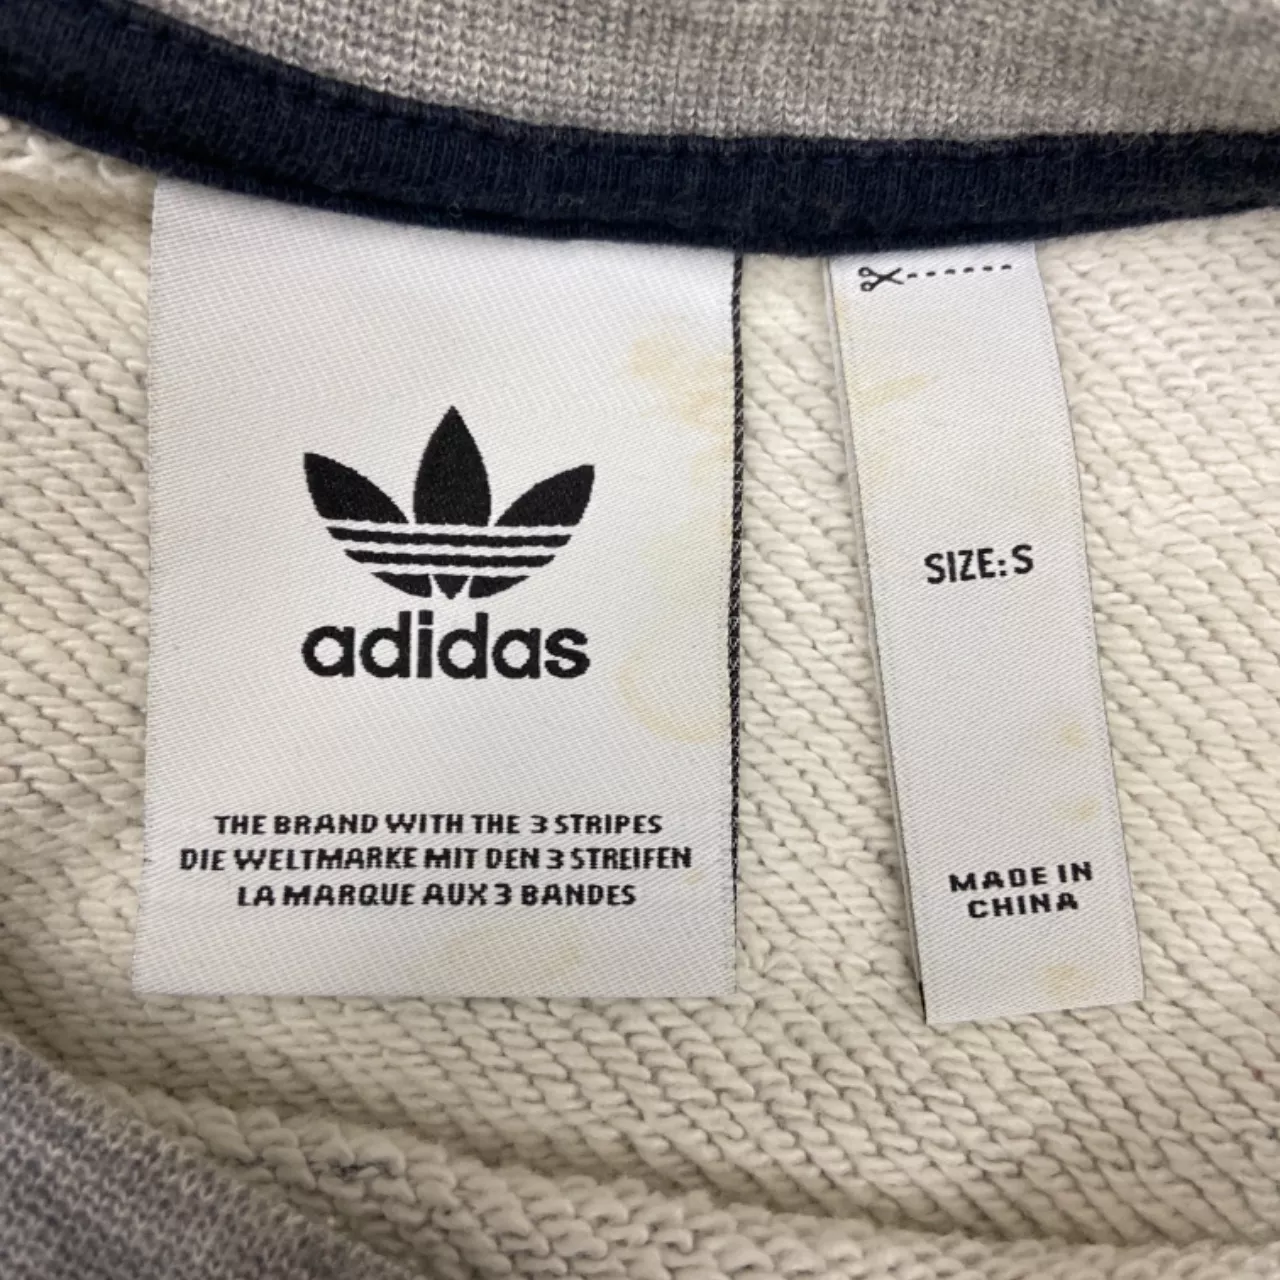 adidas
THE BRAND WITH THE 3 STRIPES
DIE WELTMARKE MIT DEN 3 STREIFEN
LA MARQUE AUX 3 BANDES
SIZE: S
MADE IN
CHINA